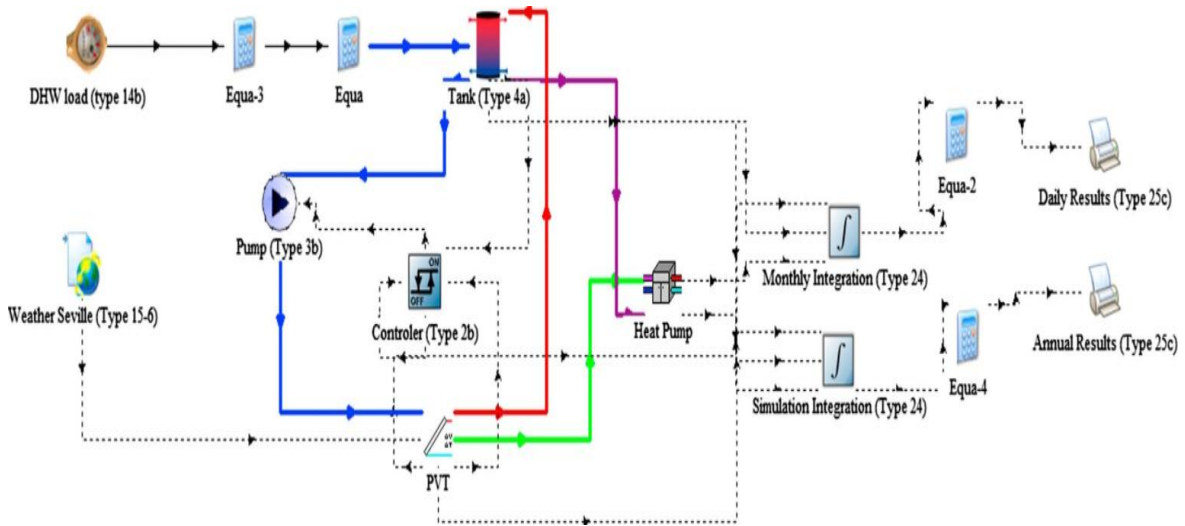 DHW load (type 14b)
Equa-3
Equa
Tank (Type 4a)
Equa-2
Daily Results (Type 25c)
Pump (Type 3b)
ON
OFF
Monthly Integration (Type 24)
Weather Seville (Type 15-6)
Controler (Type 2b)
Heat Pump
Annual Results (Type 25c)
Equa-4
Simulation Integration (Type 24)
PVT